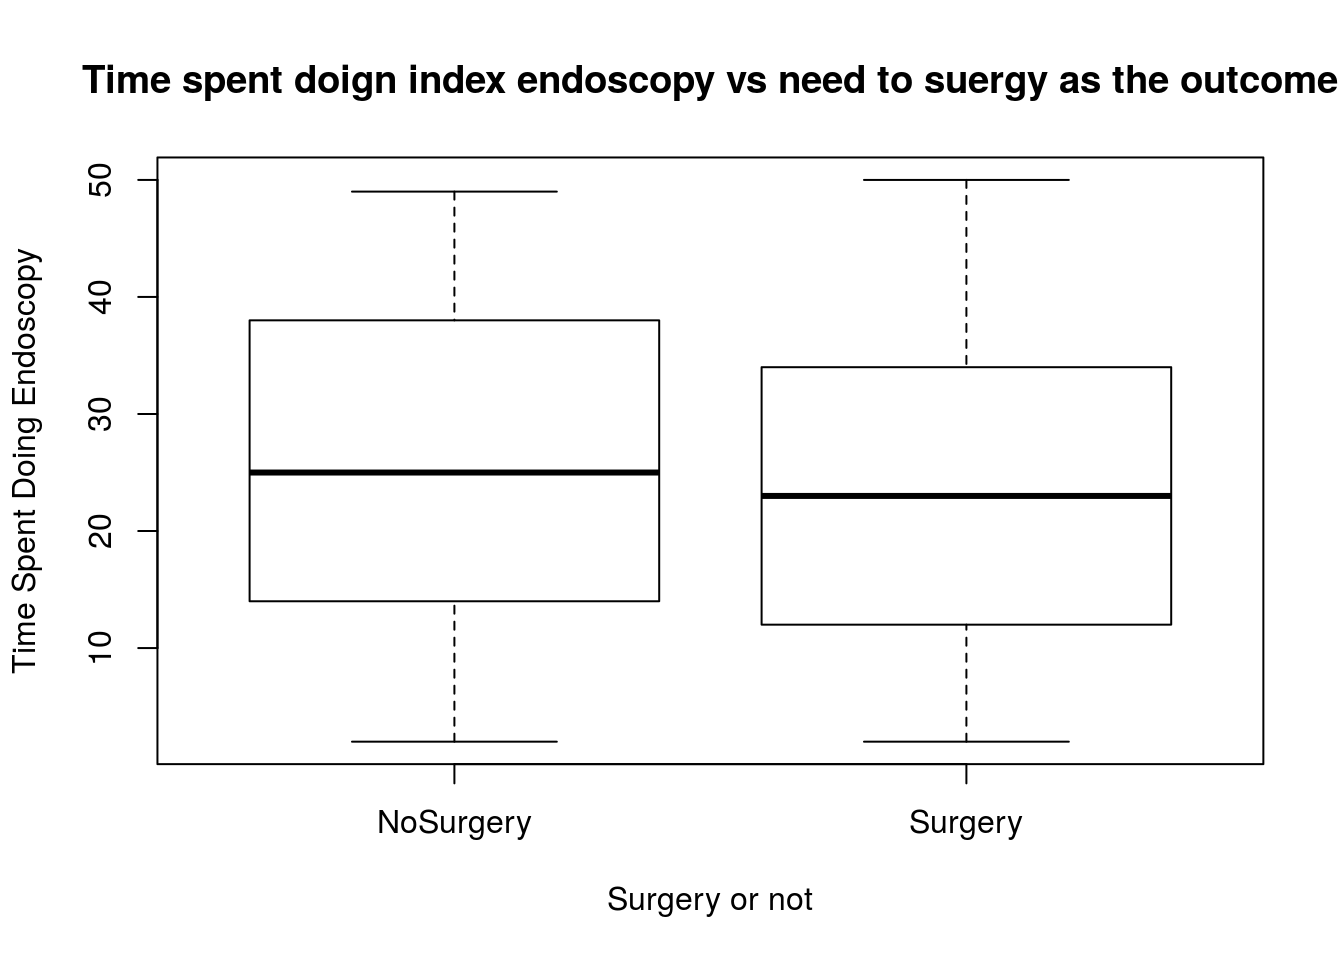 Time spent doign index endoscopy vs need to suergy as the outcome
Time Spent Doing Endoscopy
50
40
30
20
10
NoSurgery Surgery
Surgery or not